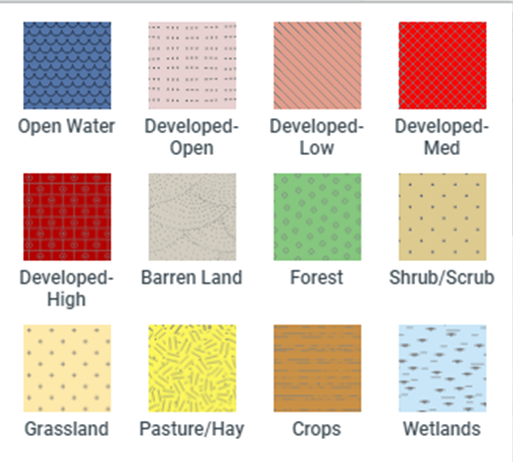 Open Water
Developed-
Open
Developed-
Low
Developed-
Med
Developed-
High
Barren Land
Forest
Shrub/Scrub
Grassland
Pasture/Hay
Crops
Wetlands